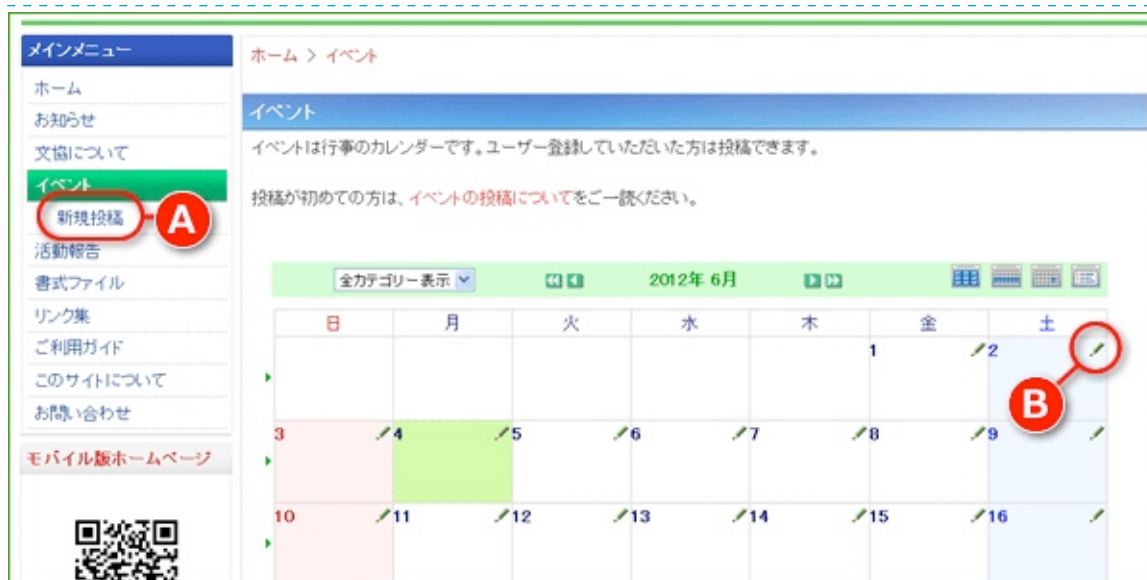 メインメニュー
ホーム
お知らせ
文協について
イベント
新規投稿
A
活動報告
書式ファイル
リンク集
ご利用ガイド
このサイトについて
お問い合わせ
モバイル版ホームページ
ホーム > イベント
イベント
イベントは行事のカレンダーです。ユーザー登録していただいた方は投稿できます。
投稿が初めての方は、イベントの投稿についてをご一読ください。
全カテゴリー表示 2012年 6月
日 月 火 水 木 金 土
1 2
B
3 4 5 6 7 8 9
10 11 12 13 14 15 16